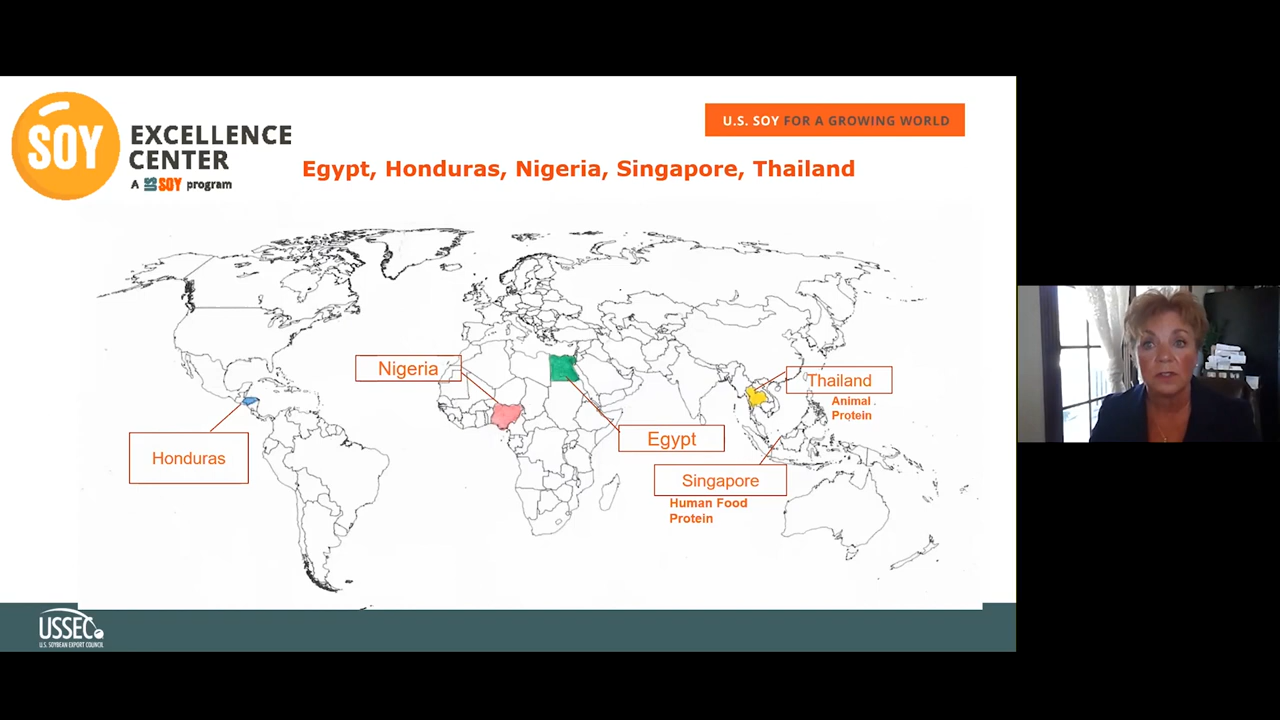 SOY
EXCELLENCE
CENTER
A US SOY program
U.S. SOY FOR A GROWING WORLD
Egypt, Honduras, Nigeria, Singapore, Thailand
Nigeria
Thailand
Animal
Protein
Egypt
Honduras
Singapore
Human Food
Protein
USSEC
U.S. SOYBEAN EXPORT COUNCIL